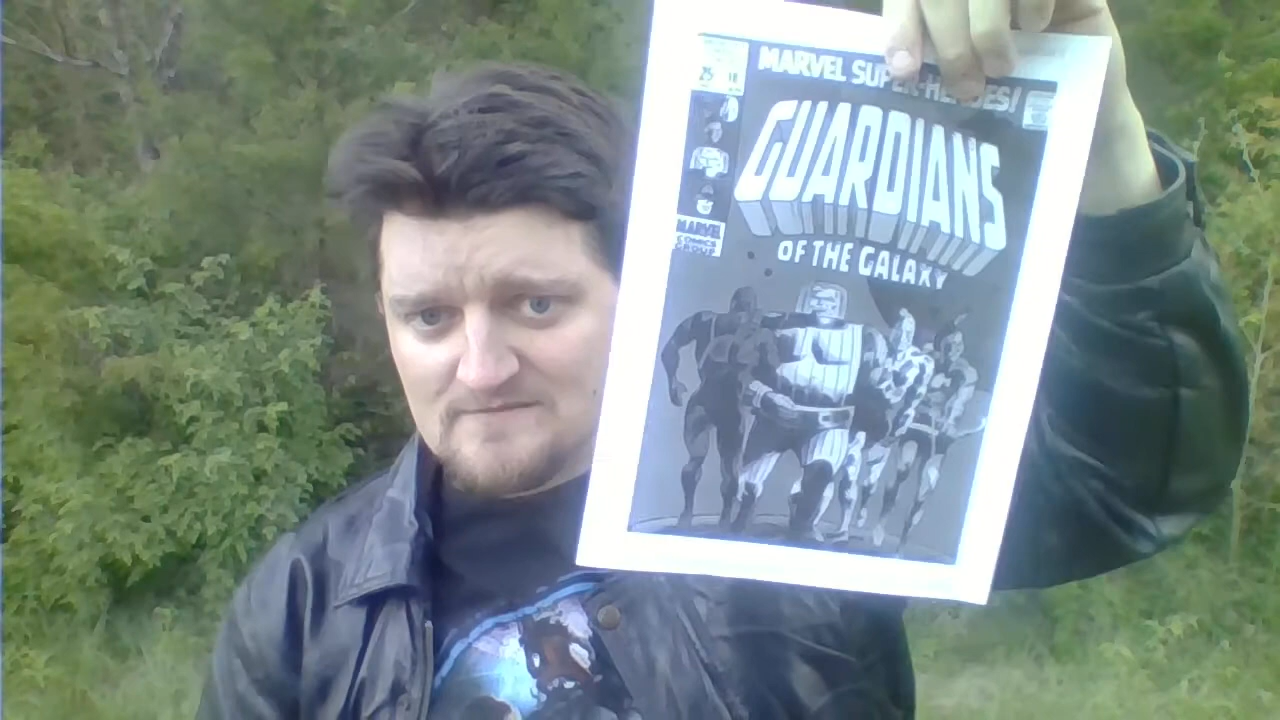 25¢
18
MARVEL SUPER-HEROES!
GUARDIANS
OF THE GALAXY
MARVEL
COMICS
GROUP